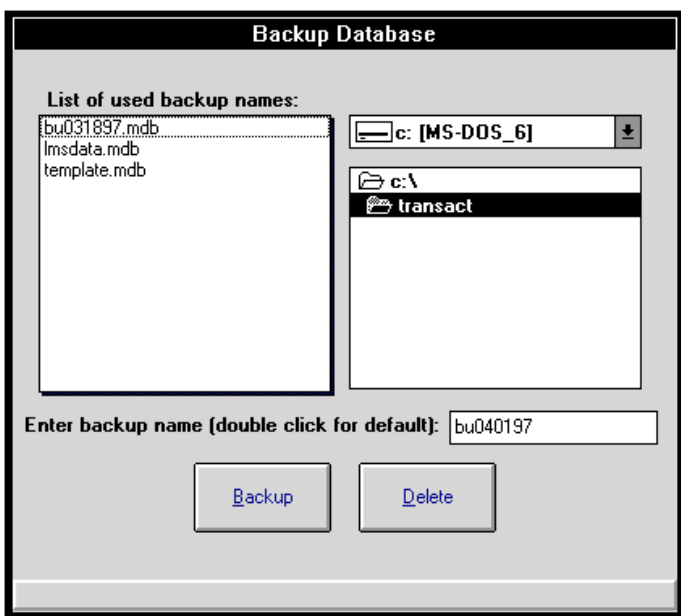 Backup Database
List of used backup names:
bu031897.mdb
lmsdata.mdb
template.mdb
c: [MS-DOS_6]
c:\
transact
Enter backup name (double click for default): bu040197
Backup
Delete